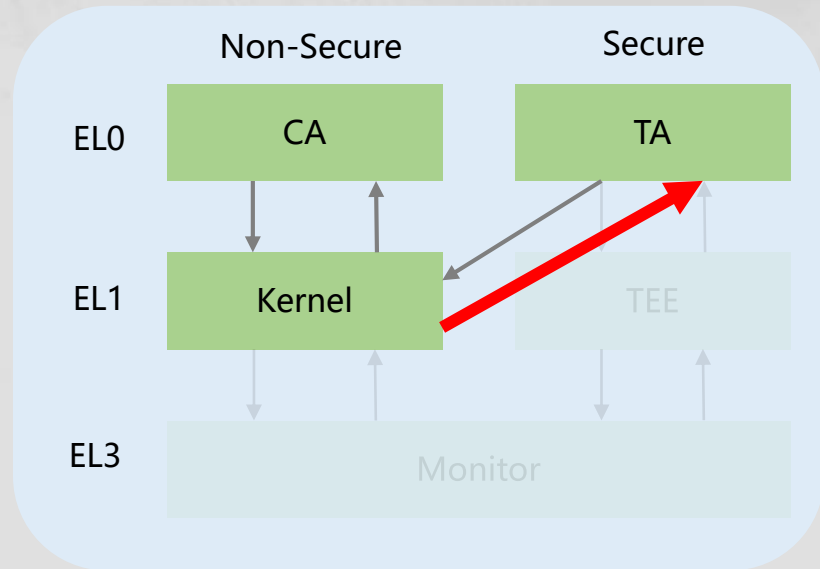 Non-Secure
Secure
EL0
CA
TA
EL1
Kernel
TEE
EL3
Monitor